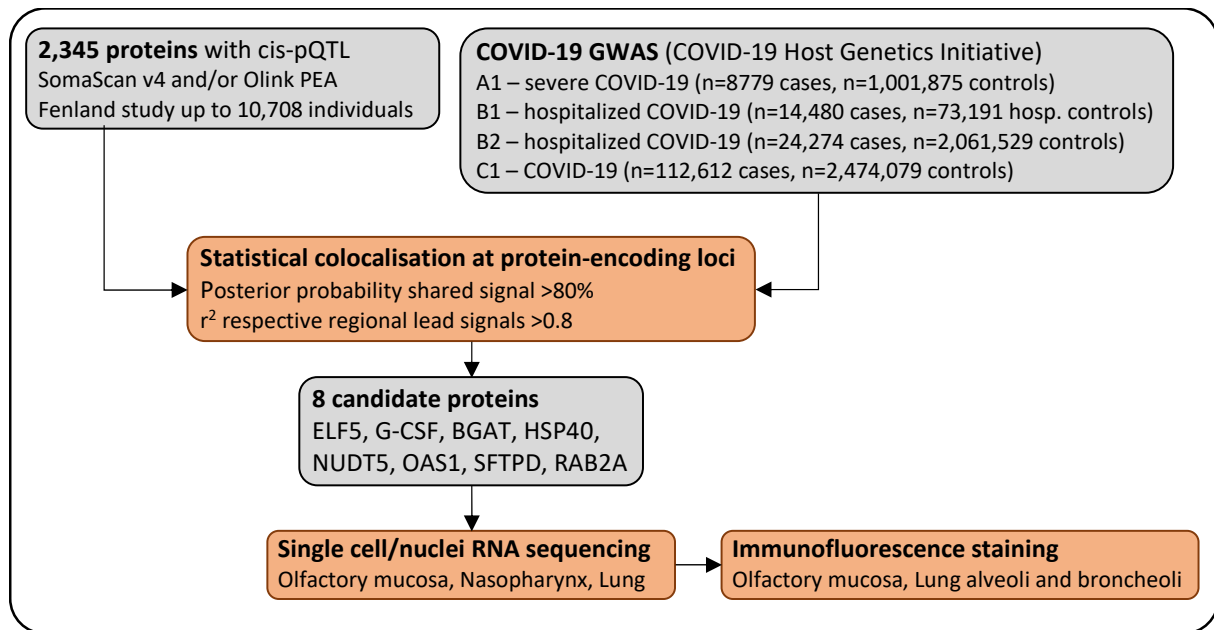 2,345 proteins with cis-pQTL
SomaScan v4 and/or Olink PEA
Fenland study up to 10,708 individuals
COVID-19 GWAS (COVID-19 Host Genetics Initiative)
A1 – severe COVID-19 (n=8779 cases, n=1,001,875 controls)
B1 – hospitalized COVID-19 (n=14,480 cases, n=73,191 hosp. controls)
B2 – hospitalized COVID-19 (n=24,274 cases, n=2,061,529 controls)
C1 – COVID-19 (n=112,612 cases, n=2,474,079 controls)
Statistical colocalisation at protein-encoding loci
Posterior probability shared signal >80%
r² respective regional lead signals >0.8
8 candidate proteins
ELF5, G-CSF, BGAT, HSP40,
NUDT5, OAS1, SFTPD, RAB2A
Single cell/nuclei RNA sequencing
Olfactory mucosa, Nasopharynx, Lung
Immunofluorescence staining
Olfactory mucosa, Lung alveoli and broncheoli